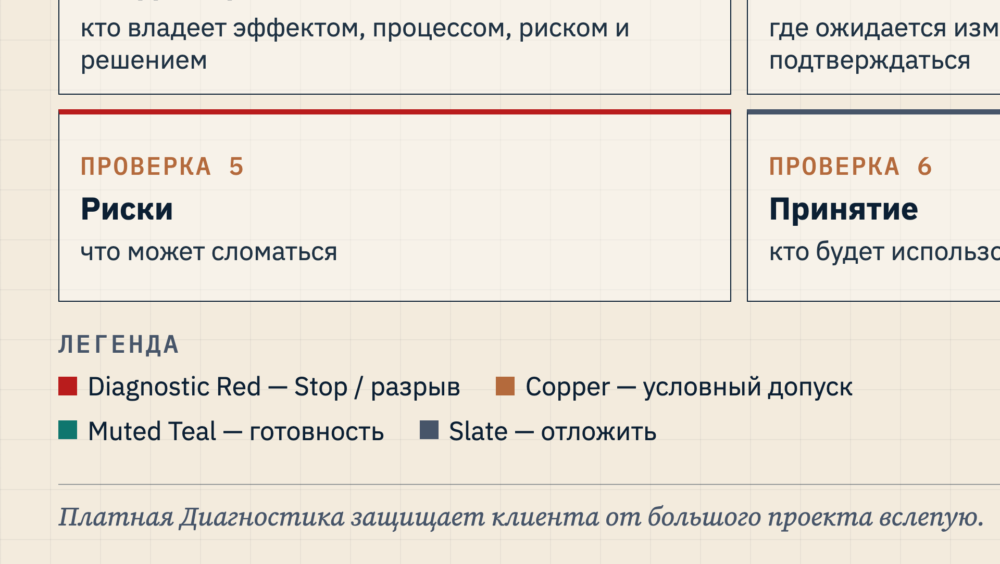 кто владеет эффектом, процессом, риском и
решением
где ожидается изм
подтверждаться
ПРОВЕРКА 5
Риски
что может сломаться
ПРОВЕРКА 6
Принятие
кто будет использо
ЛЕГЕНДА
Diagnostic Red — Stop / разрыв
Copper — условный допуск
Muted Teal — готовность
Slate — отложить
Платная Диагностика защищает клиента от большого проекта вслепую.